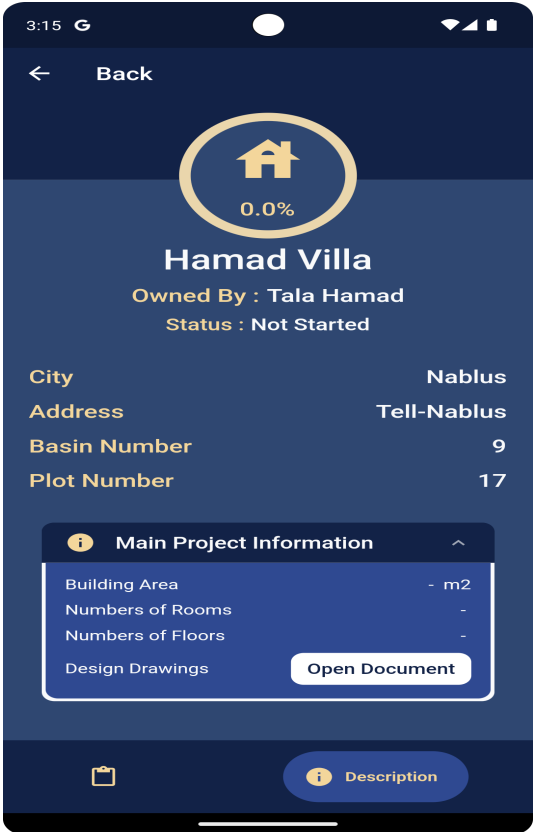 3:15 G
Back
0.0%
Hamad Villa
Owned By : Tala Hamad
Status : Not Started
City Nablus
Address Tell-Nablus
Basin Number 9
Plot Number 17
Main Project Information
Building Area - m2
Numbers of Rooms -
Numbers of Floors -
Design Drawings Open Document
Description